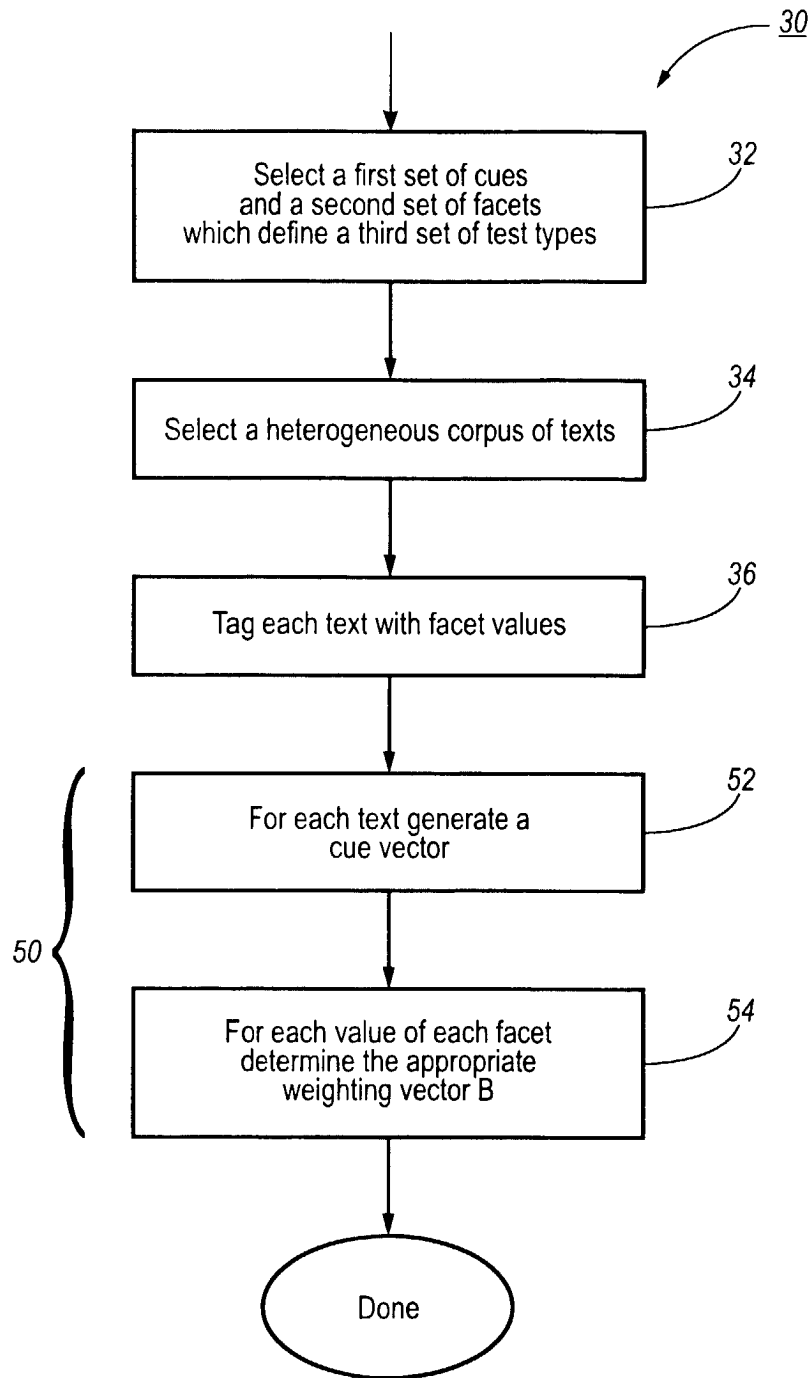 30
Select a first set of cues
and a second set of facets
which define a third set of test types
32
Select a heterogeneous corpus of texts
34
Tag each text with facet values
36
For each text generate a
cue vector
52
50
For each value of each facet
determine the appropriate
weighting vector B
54
Done